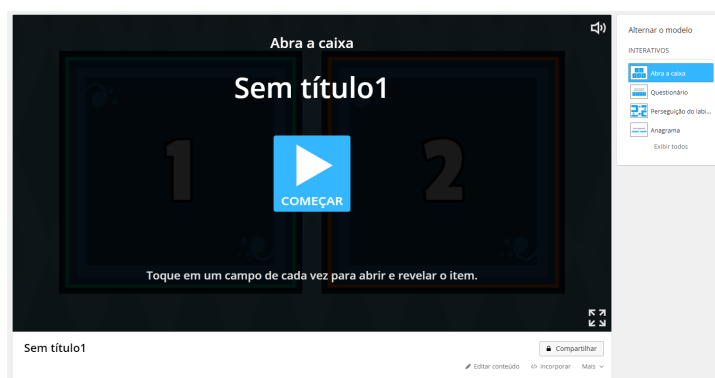 Abra a caixa
Sem título1
1
2
COMEÇAR
Toque em um campo de cada vez para abrir e revelar o item.
Sem título1
Compartilhar
Editar conteúdo
Incorporar
Mais
Alternar o modelo
INTERATIVOS
Abra a caixa
Questionário
Perseguição do labi...
Anagrama
Exibir todos